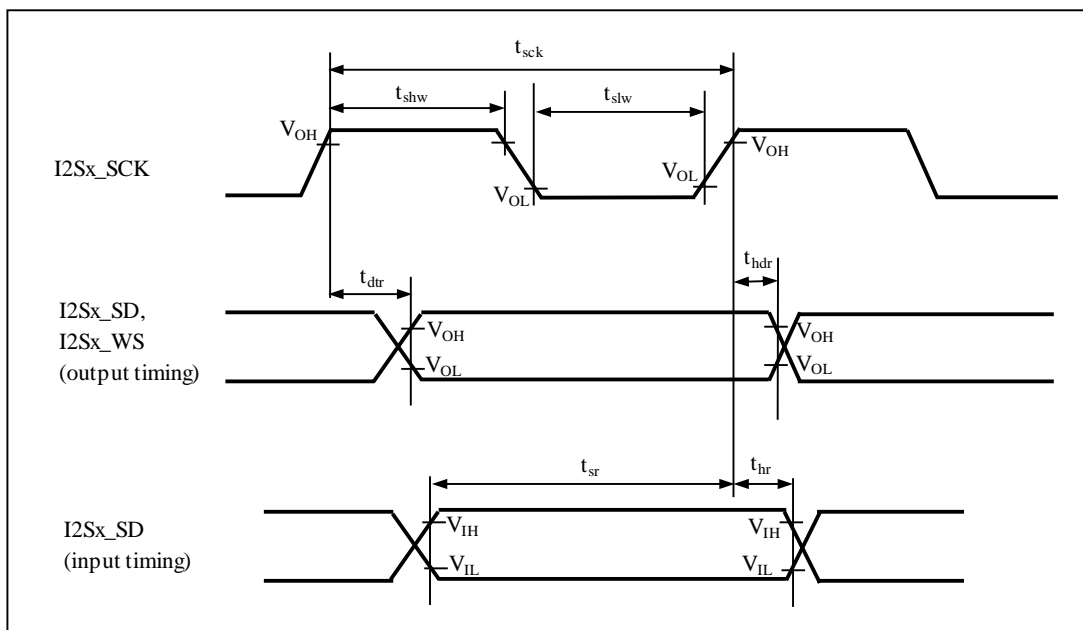 t_sck
t_shw
t_slw
V_OH
V_OH
V_OL
V_OL
I2Sx_SCK
t_dtr
t_hdr
I2Sx_SD,
I2Sx_WS
(output timing)
V_OH
V_OH
V_OL
V_OL
t_sr
t_hr
I2Sx_SD
(input timing)
V_IH
V_IH
V_IL
V_IL